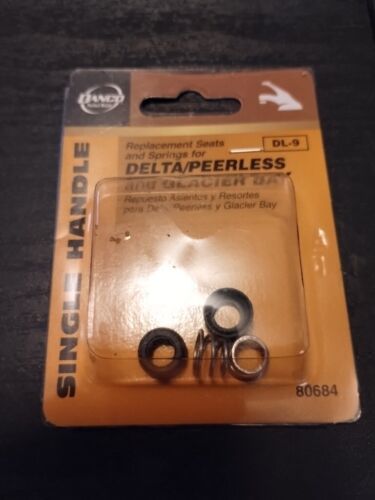 DANCO
DL-9
Replacement Seats
and Springs for
DELTA/PEERLESS
and GLACIER BAY
Repuesto Asientos y Resortes
para Delta Peerless y Glacier Bay
SINGLE HANDLE
80684